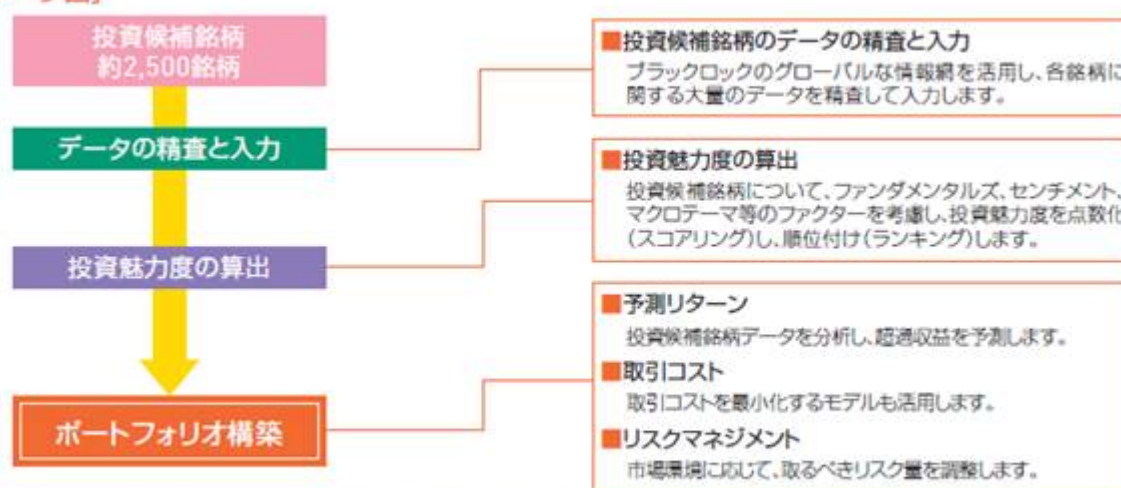 投資候補銘柄
約2,500銘柄
データの精査と入力
投資魅力度の算出
ポートフォリオ構築
■投資候補銘柄のデータの精査と入力
ブラックロックのグローバルな情報網を活用し、各銘柄に
関する大量のデータを精査して入力します。
■投資魅力度の算出
投資候補銘柄について、ファンダメンタルズ、センチメント、
マクロテーマ等のファクターを考慮し、投資魅力度を点数化
(スコアリング)し、順位付け(ランキング)します。
■予測リターン
投資候補銘柄データを分析し、超過収益を予測します。
■取引コスト
取引コストを最小化するモデルも活用します。
■リスクマネジメント
市場環境に応じて、取るべきリスク量を調整します。